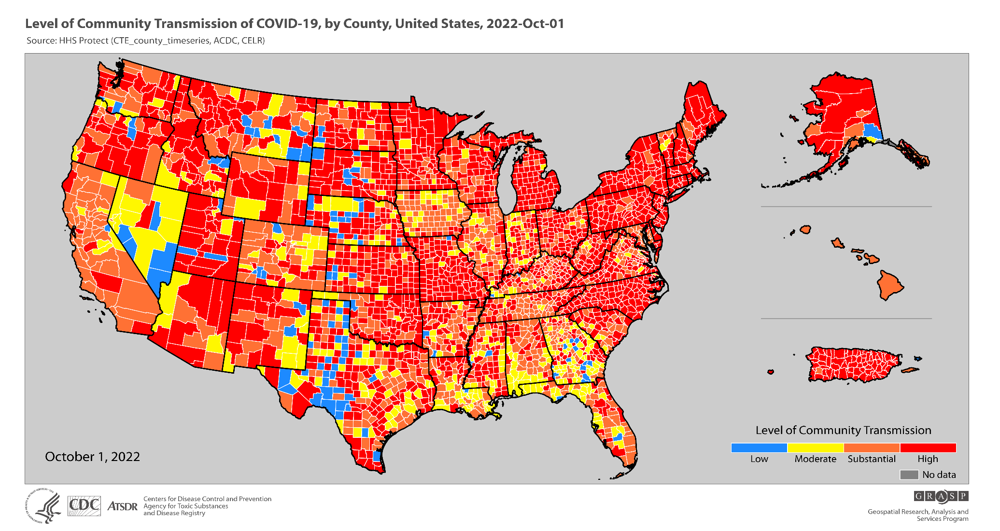 Level of Community Transmission of COVID-19, by County, United States, 2022-Oct-01
Source: HHS Protect (CTE_county_timeseries, ACDC, CELR)
Level of Community Transmission
Low Moderate Substantial High
No data
October 1, 2022
CDC
ATSDR
Centers for Disease Control and Prevention
Agency for Toxic Substances
and Disease Registry
GRASP
Geospatial Research, Analysis and
Services Program